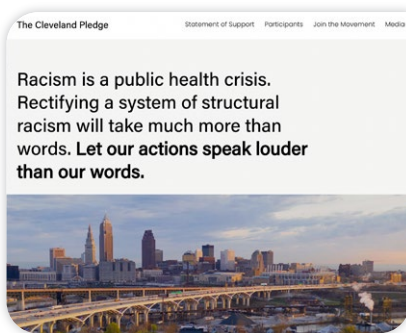 The Cleveland Pledge
Statement of Support Participants Join the Movement Media
Racism is a public health crisis.
Rectifying a system of structural
racism will take much more than
words. Let our actions speak louder
than our words.